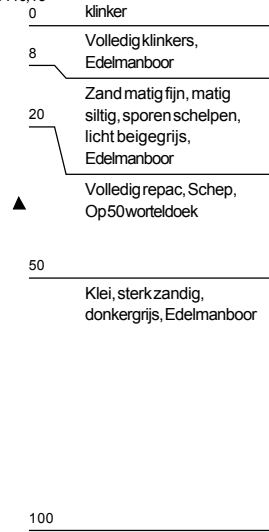 0
klinker
Volledig klinkers,
8
Edelmanboor
Zand matig fijn, matig
20
siltig, sporen schelpen,
licht beigegrijs,
Edelmanboor
Volledig repac, Schep,
Op 50 worteldoek
50
Klei, sterk zandig,
donkergrijs, Edelmanboor
100